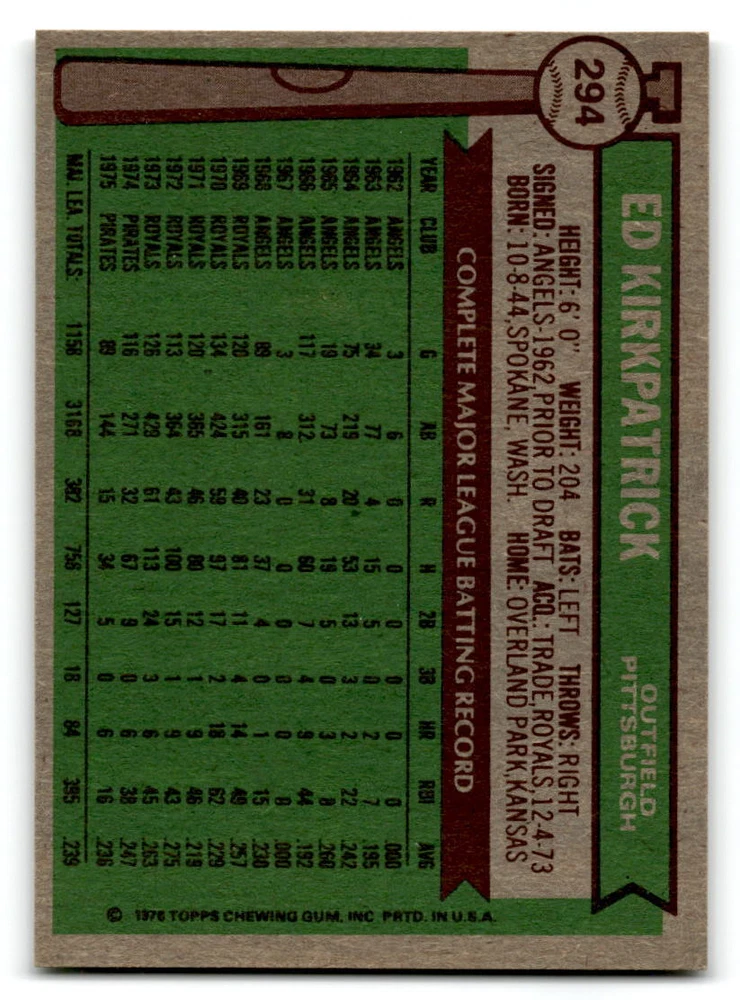 294
ED KIRKPATRICK
OUTFIELD
PITTSBURGH
HEIGHT: 6' 0" WEIGHT: 204 BATS: LEFT THROWS: RIGHT
SIGNED: ANGELS-1962, PRIOR TO DRAFT ACQ.: TRADE, ROYALS, 12-4-73
BORN: 10-8-44, SPOKANE, WASH. HOME: OVERLAND PARK, KANSAS
COMPLETE MAJOR LEAGUE BATTING RECORD
YEAR CLUB G AB R H 2B 3B HR RBI AVG
1962 ANGELS 3 6 0 0 0 0 0 0 .000
1963 ANGELS 34 77 4 15 5 0 2 7 .195
1964 ANGELS 75 219 20 53 13 3 2 22 .242
1965 ANGELS 19 73 8 19 5 0 3 8 .260
1966 ANGELS 117 312 31 60 7 4 9 44 .192
1967 ANGELS 3 8 0 0 0 0 0 0 .000
1968 ANGELS 89 161 23 37 4 0 1 15 .230
1969 ROYALS 120 315 40 81 11 4 14 49 .257
1970 ROYALS 134 424 59 97 17 2 18 62 .229
1971 ROYALS 120 365 46 80 12 1 9 46 .219
1972 ROYALS 113 364 43 100 15 1 9 43 .275
1973 ROYALS 126 429 61 113 24 3 6 45 .263
1974 PIRATES 116 271 32 67 9 0 6 38 .247
1975 PIRATES 89 144 15 34 5 0 5 16 .236
MAJ. LEA. TOTALS: 1158 3168 382 756 127 18 84 395 .239
© 1976 TOPPS CHEWING GUM, INC. PRTD. IN U.S.A.